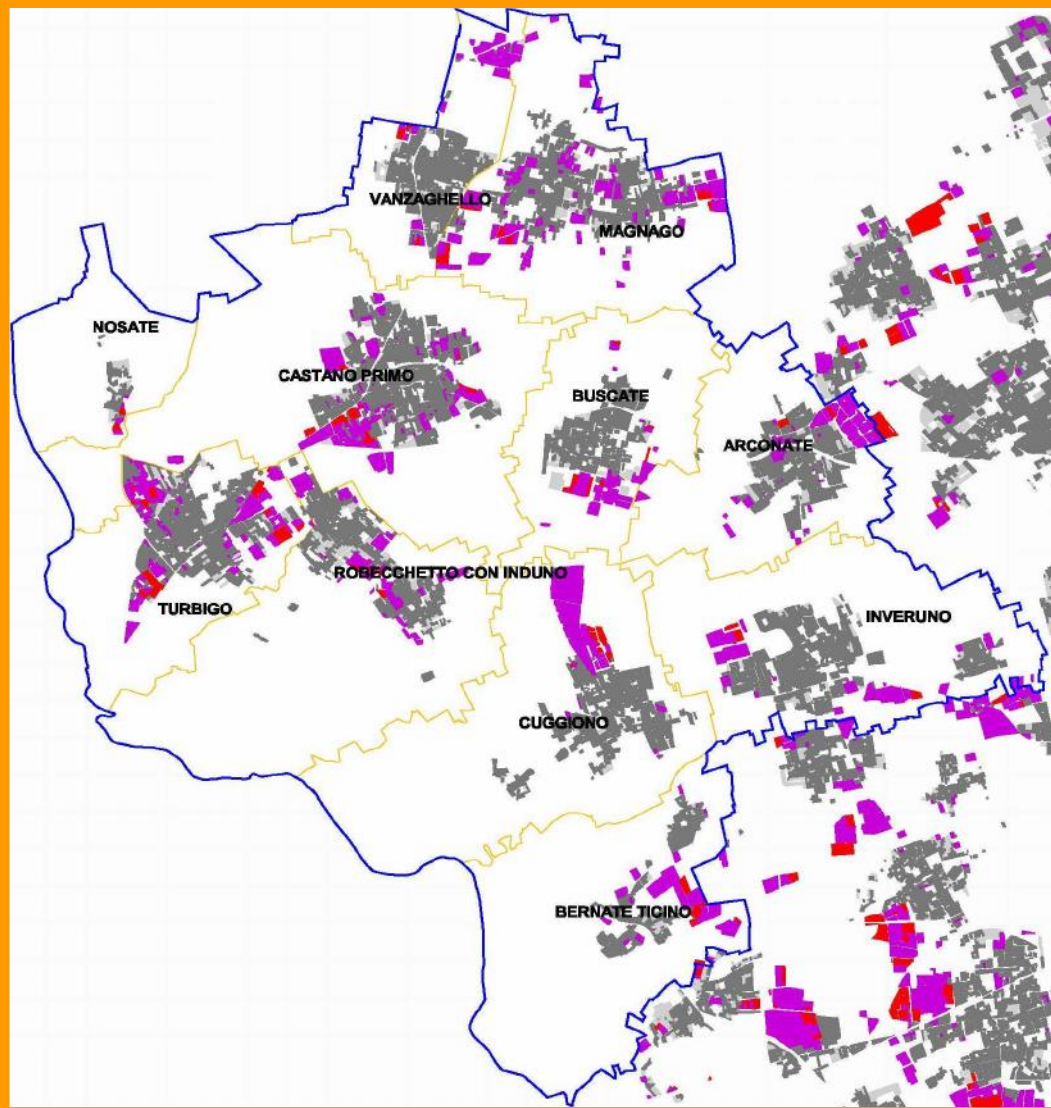 VANZAGHELLO
MAGNAGO
NOSATE
CASTANO PRIMO
BUSCATE
ARCONATE
ROBECCHETTO CON INDUNO
TURBIGO
INVERUNO
CUGGIONO
BERNATE TICINO